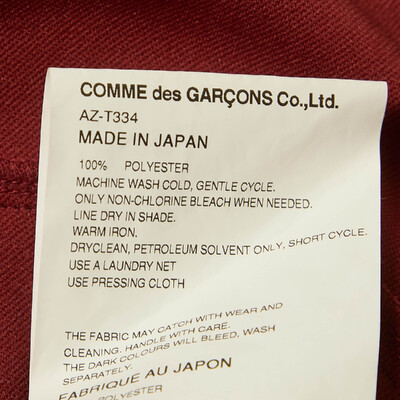 COMME des GARÇONS Co.,Ltd.
AZ-T334
MADE IN JAPAN
100% POLYESTER
MACHINE WASH COLD, GENTLE CYCLE.
ONLY NON-CHLORINE BLEACH WHEN NEEDED.
LINE DRY IN SHADE.
WARM IRON.
DRYCLEAN, PETROLEUM SOLVENT ONLY, SHORT CYCLE.
USE A LAUNDRY NET
USE PRESSING CLOTH
THE FABRIC MAY CATCH WITH WEAR AND
CLEANING. HANDLE WITH CARE.
THE DARK COLOURS WILL BLEED, WASH
SEPARATELY.
FABRIQUE AU JAPON
POLYESTER